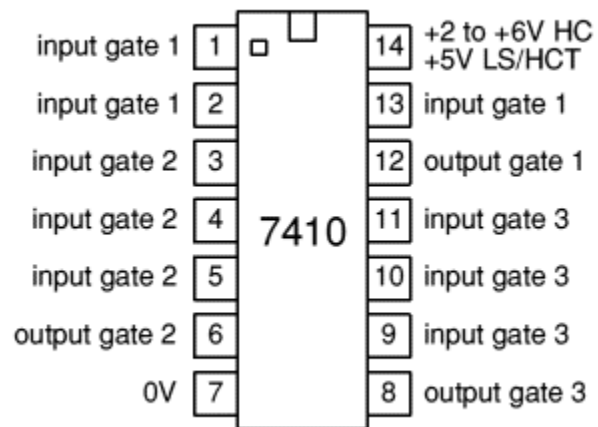 input gate 1 1 14 +2 to +6V HC
+5V LS/HCT
input gate 1 2 13 input gate 1
input gate 2 3 12 output gate 1
input gate 2 4 11 input gate 3
7410
input gate 2 5 10 input gate 3
output gate 2 6 9 input gate 3
0V 7 8 output gate 3